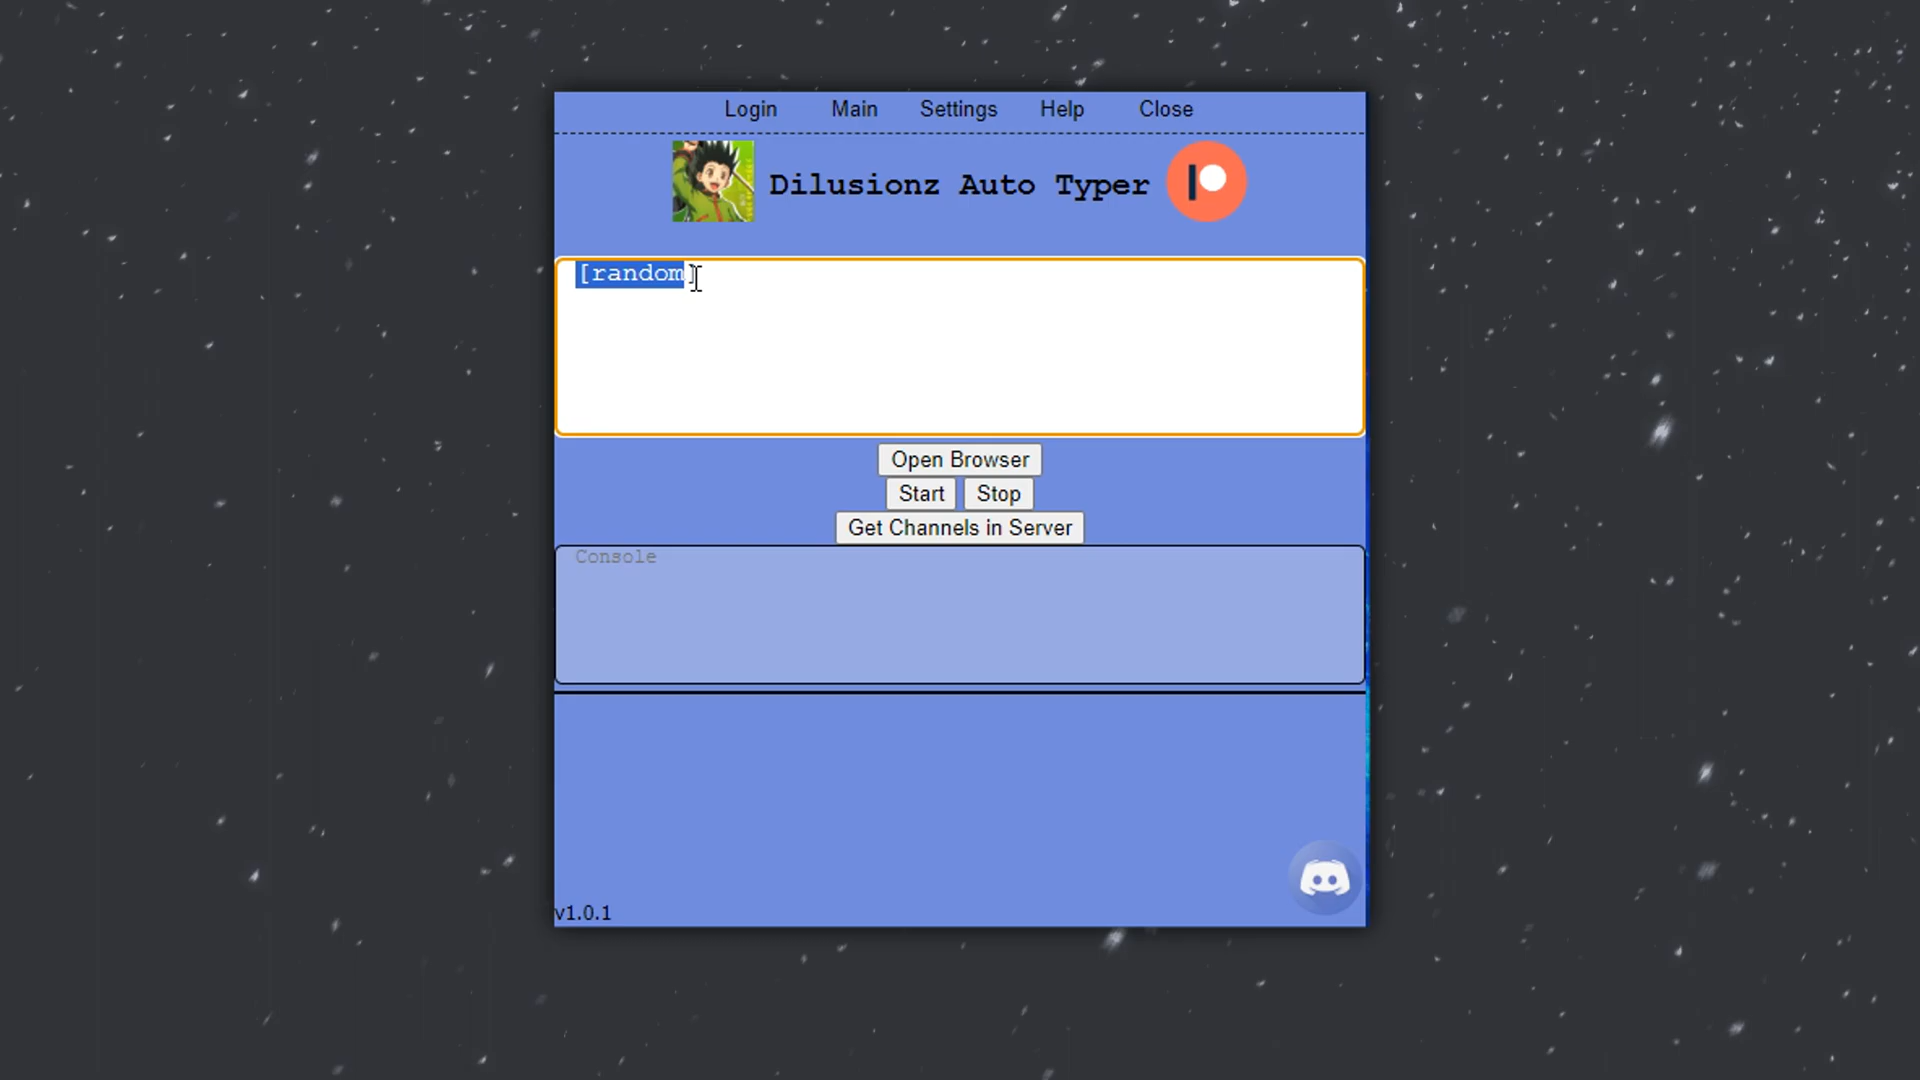 Login Main Settings Help Close
Dilusionz Auto Typer
[random]
Open Browser
Start Stop
Get Channels in Server
Console
v1.0.1